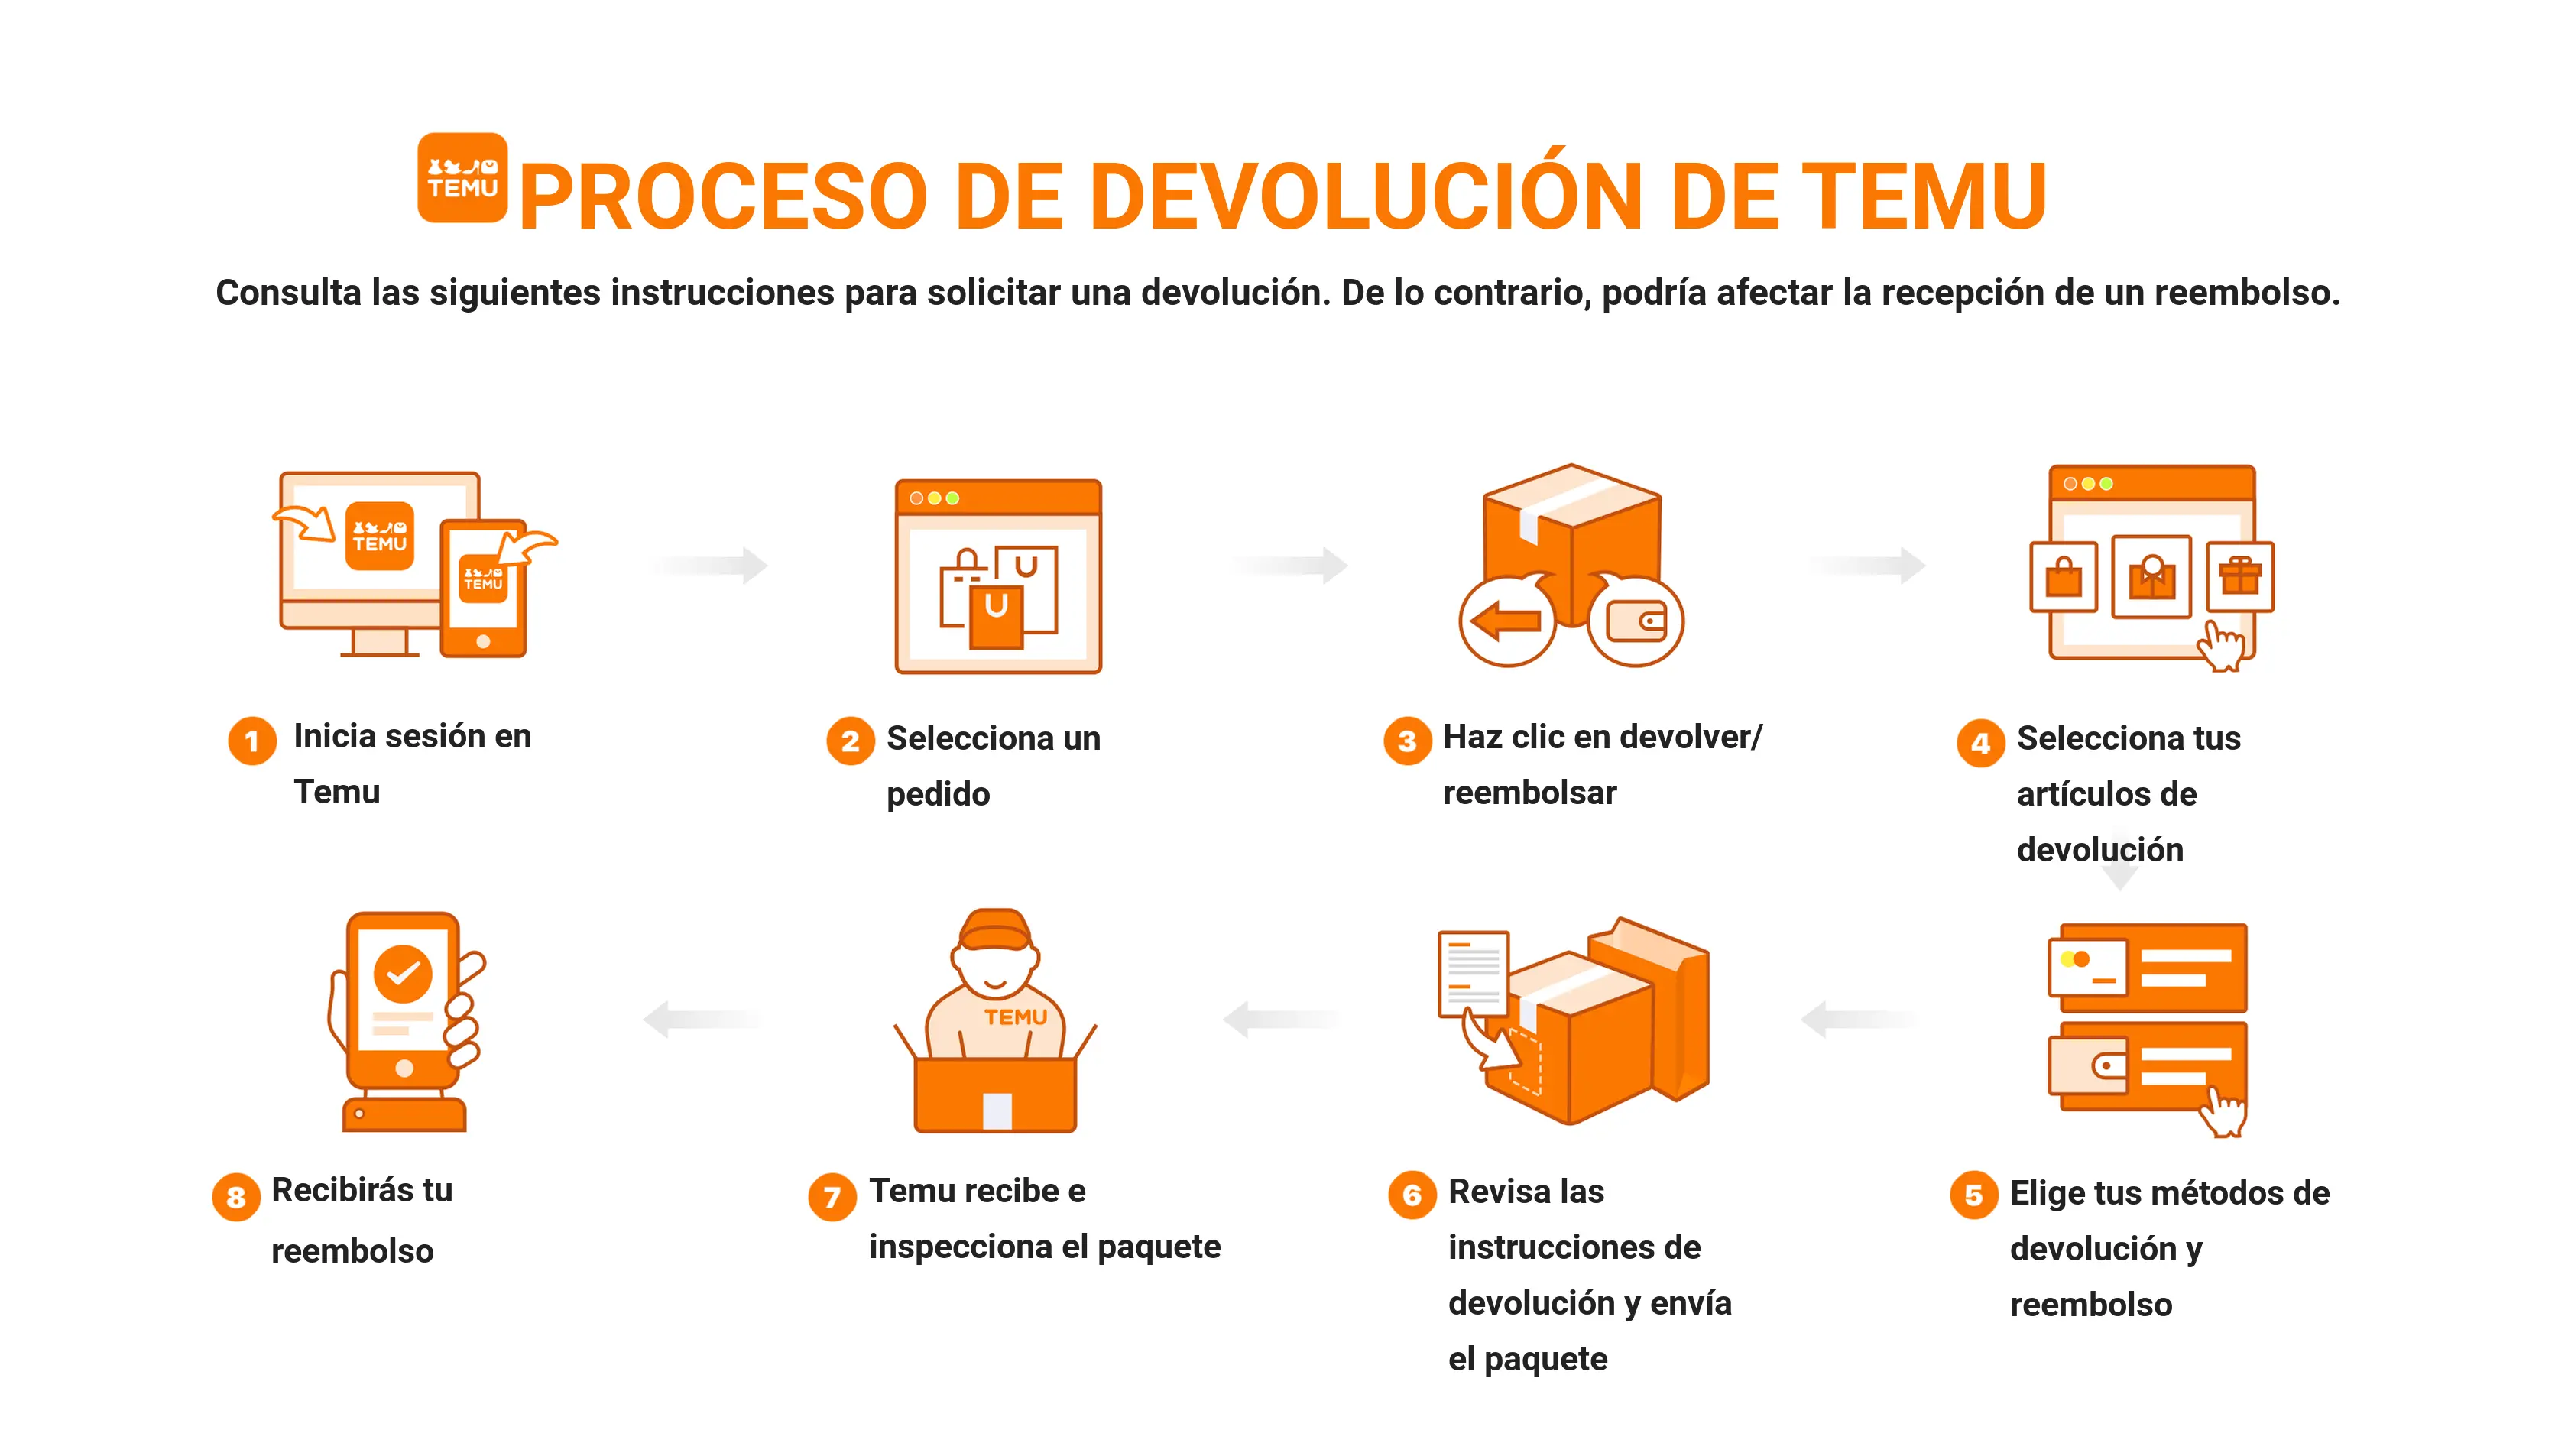 TEMU
PROCESO DE DEVOLUCIÓN DE TEMU
Consulta las siguientes instrucciones para solicitar una devolución. De lo contrario, podría afectar la recepción de un reembolso.
TEMU
TEMU
1 Inicia sesión en
Temu
2 Selecciona un
pedido
3 Haz clic en devolver/
reembolsar
4 Selecciona tus
artículos de
devolución
5 Elige tus métodos de
devolución y
reembolso
6 Revisa las
instrucciones de
devolución y envía
el paquete
TEMU
7 Temu recibe e
inspecciona el paquete
8 Recibirás tu
reembolso